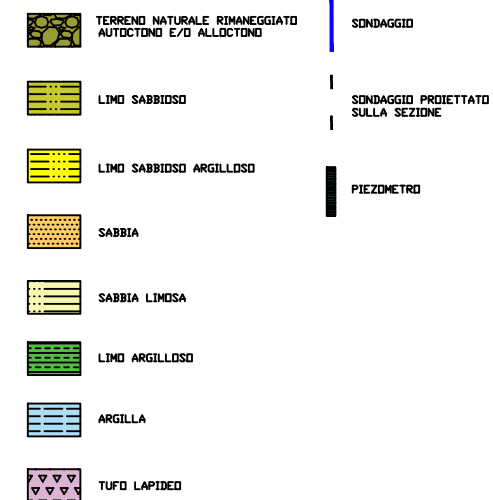 TERRENO NATURALE RIMANEGGIATO
AUTOCTONO E/O ALLOCTONO
LIMO SABBIOSO
LIMO SABBIOSO ARGILLOSO
SABBIA
SABBIA LIMOSA
LIMO ARGILLOSO
ARGILLA
TUFO LAPIDEO
SONDAGGIO
SONDAGGIO PROIETTATO
SULLA SEZIONE
PIEZOMETRO